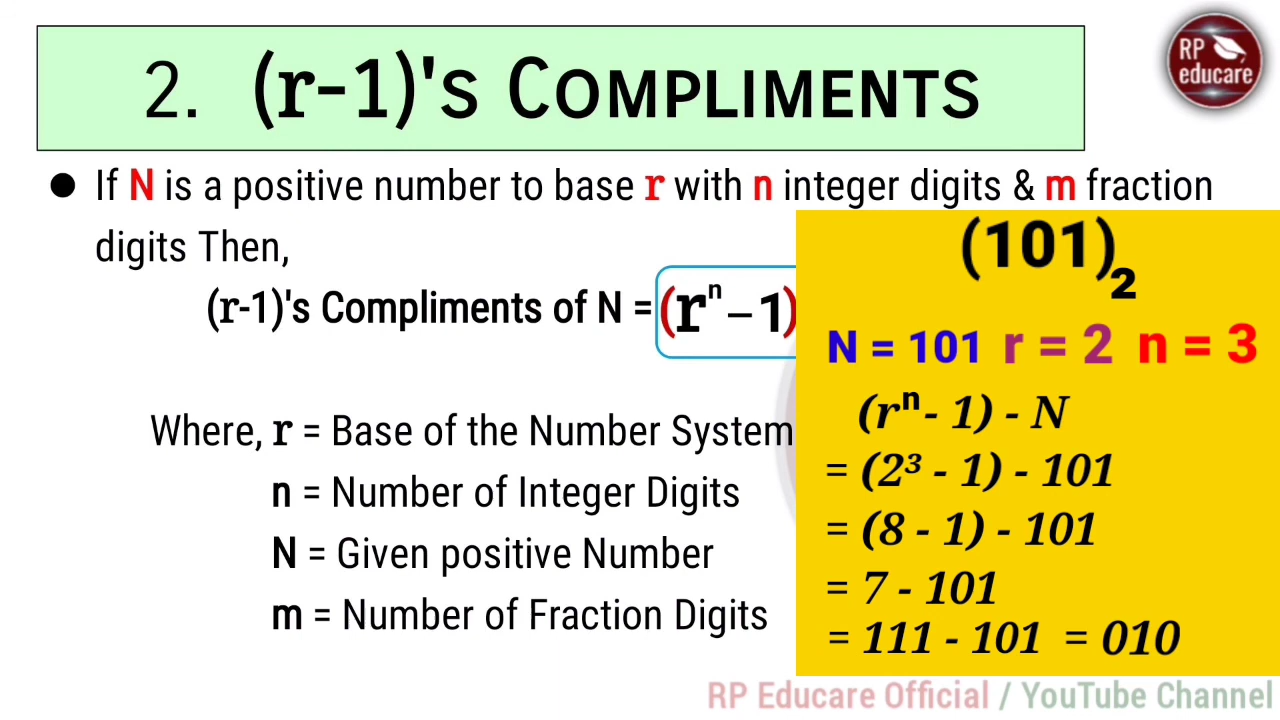 2. (r-1)'s COMPLIMENTS
RP
educare
● If N is a positive number to base r with n integer digits & m fraction
digits Then,
(r-1)'s Compliments of N = (rⁿ – 1)
Where, r = Base of the Number System
n = Number of Integer Digits
N = Given positive Number
m = Number of Fraction Digits
(101)₂
N = 101 r = 2 n = 3
(rⁿ - 1) - N
= (2³ - 1) - 101
= (8 - 1) - 101
= 7 - 101
= 111 - 101 = 010
RP Educare Official / YouTube Channel